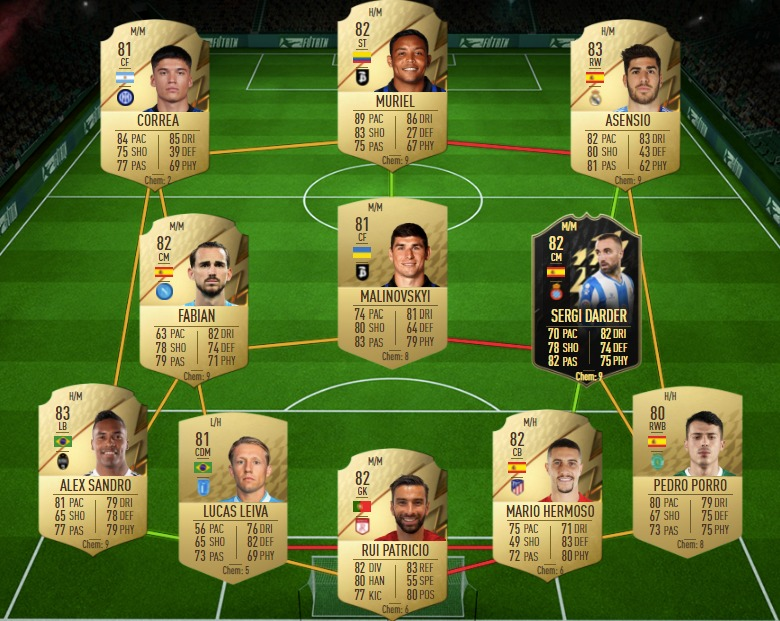 M/M
81
CF
CORREA
84 PAC 85 DRI
75 SHO 39 DEF
77 PAS 69 PHY
Chem: 7
H/M
82
ST
MURIEL
89 PAC 86 DRI
83 SHO 27 DEF
75 PAS 67 PHY
Chem: 9
H/M
83
RW
ASENSIO
82 PAC 83 DRI
80 SHO 43 DEF
81 PAS 62 PHY
Chem: 9
M/M
82
CM
FABIAN
63 PAC 82 DRI
78 SHO 74 DEF
79 PAS 71 PHY
Chem: 9
M/M
81
CF
MALINOVSKYI
74 PAC 81 DRI
80 SHO 64 DEF
83 PAS 79 PHY
Chem: 8
M/M
82
CM
SERGI DARDER
70 PAC 82 DRI
78 SHO 74 DEF
82 PAS 75 PHY
Chem: 9
H/M
83
LB
ALEX SANDRO
81 PAC 79 DRI
65 SHO 78 DEF
77 PAS 79 PHY
Chem: 9
L/H
81
CDM
LUCAS LEIVA
56 PAC 76 DRI
65 SHO 82 DEF
73 PAS 69 PHY
Chem: 5
M/M
82
GK
RUI PATRICIO
82 DIV 83 REF
80 HAN 55 SPE
77 KIC 80 POS
Chem: 6
M/H
82
CB
MARIO HERMOSO
75 PAC 71 DRI
49 SHO 83 DEF
72 PAS 80 PHY
Chem: 6
H/H
80
RWB
PEDRO PORRO
80 PAC 79 DRI
67 SHO 75 DEF
73 PAS 75 PHY
Chem: 8